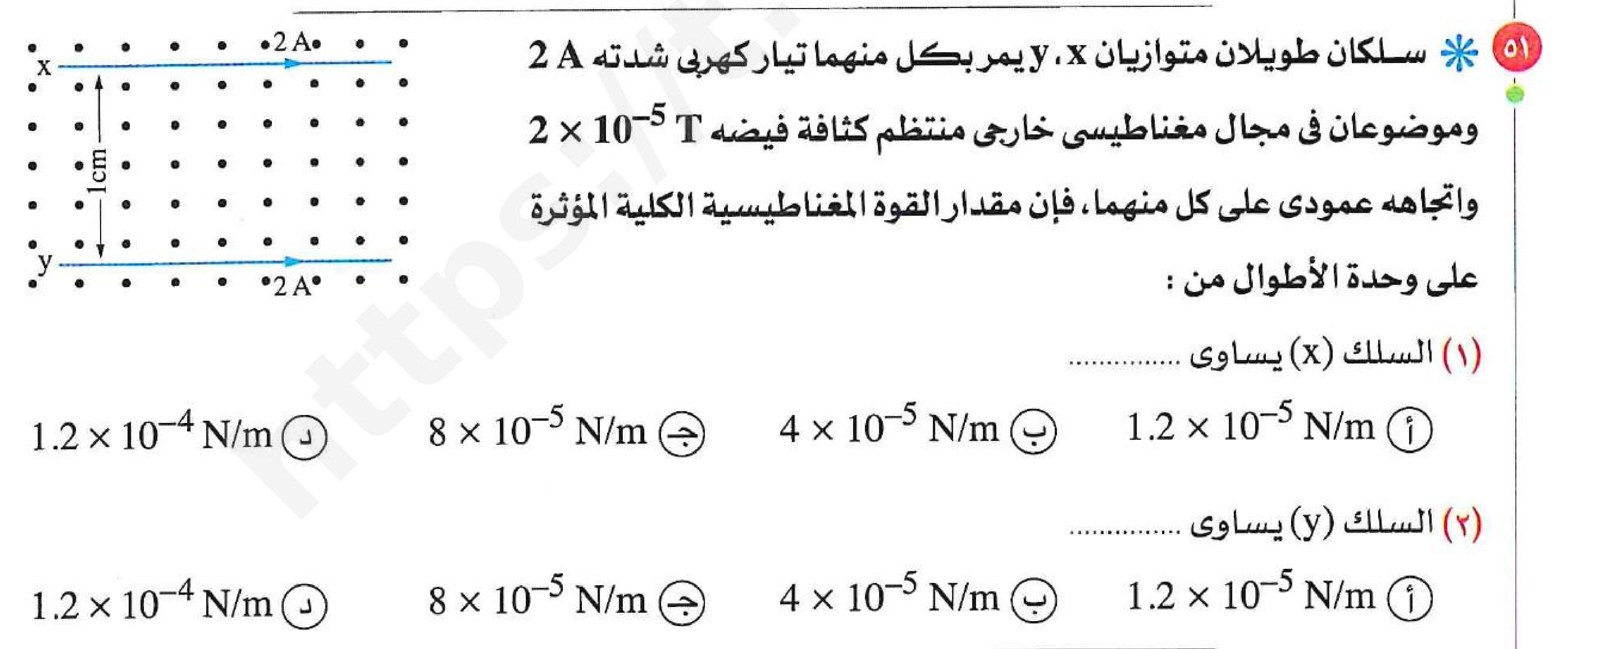 ٥١ * سلكان طويلان متوازيان y ، x يمر بكل منهما تيار كهربى شدته 2 A
وموضوعان فى مجال مغناطيسى خارجى منتظم كثافة فيضه 2 × 10⁻⁵ T
واتجاهه عمودى على كل منهما، فإن مقدار القوة المغناطيسية الكلية المؤثرة
على وحدة الأطوال من :
2 A
x
1cm
y
2 A
(١) السلك (x) يساوى ...............
أ 1.2 × 10⁻⁵ N/m ب 4 × 10⁻⁵ N/m جـ 8 × 10⁻⁵ N/m د 1.2 × 10⁻⁴ N/m
(٢) السلك (y) يساوى ...............
أ 1.2 × 10⁻⁵ N/m ب 4 × 10⁻⁵ N/m جـ 8 × 10⁻⁵ N/m د 1.2 × 10⁻⁴ N/m
https://t.